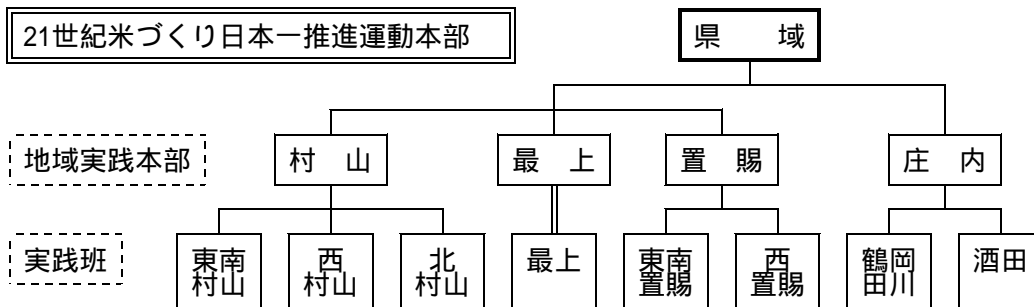 21世紀米づくり日本一推進運動本部
県　域
地域実践本部
村　山
最　上
置　賜
庄　内
実践班
東南
村山
西
村山
北
村山
最上
東南
置賜
西
置賜
鶴岡
田川
酒田